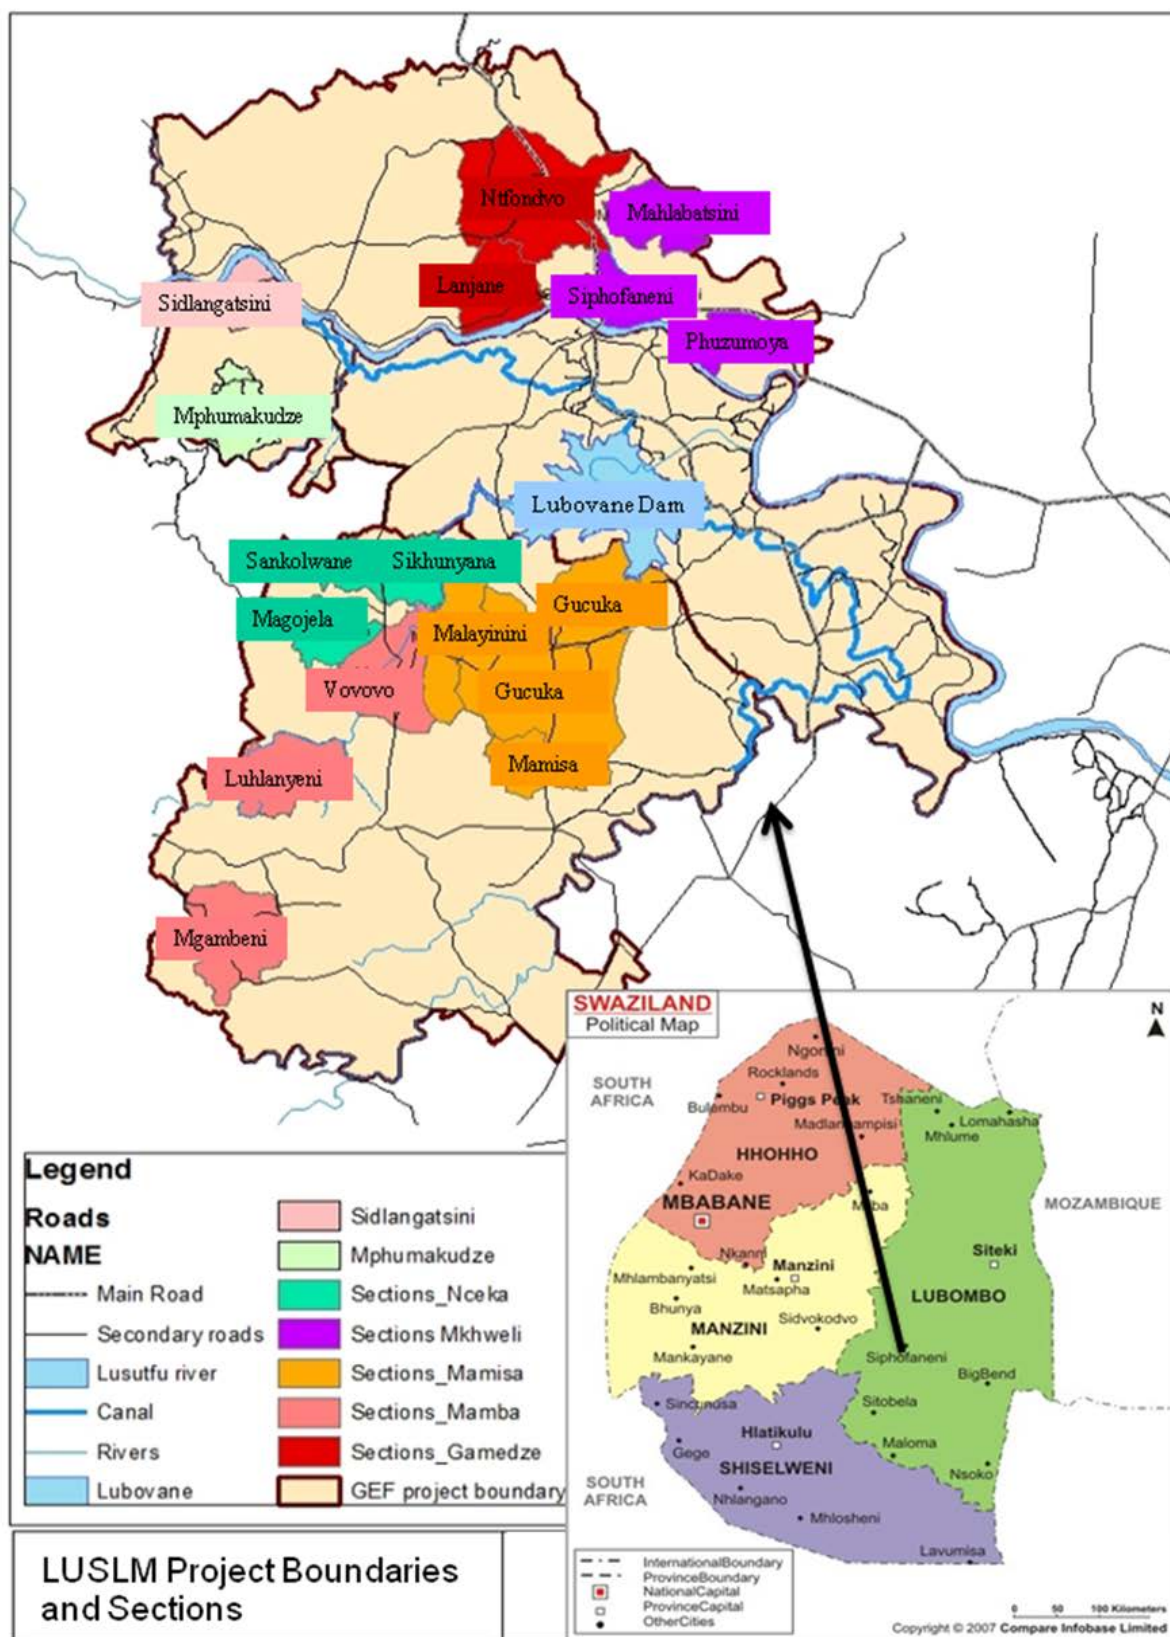 Ntfondvo
Mahlabatsini
Lanjane
Siphofaneni
Sidlangatsini
Phuzumoya
Mphumakudze
Lubovane Dam
Sankolwane Sikhunyana
Gucuka
Magojela
Malayinini
Vovovo
Gucuka
Mamisa
Luhlanyeni
Mgambeni
Legend
Roads
NAME
Main Road
Secondary roads
Lusutfu river
Canal
Rivers
Lubovane
Sidlangatsini
Mphumakudze
Sections_Nceka
Sections Mkhweli
Sections_Mamisa
Sections_Mamba
Sections_Gamedze
GEF project boundary
LUSLM Project Boundaries
and Sections
SWAZILAND
Political Map
N
SOUTH
AFRICA
Rocklands
Bulembu
Piggs Peak
Tshaneni
Lomahasha
Mhlume
HHOHHO
KaDake
MBABANE
MOZAMBIQUE
Siteki
Manzini
Mhlambanyatsi
Matsapha
LUBOMBO
Bhunya
Sidvokodvo
MANZINI
Mankayane
Siphofaneni
BigBend
Sitobela
Hlatikulu
Gege
Maloma
SHISELWENI
Nsoko
SOUTH
AFRICA
Nhlangano
Mhlosheni
Lavumisa
InternationalBoundary
ProvinceBoundary
NationalCapital
ProvinceCapital
OtherCities
0 50 100 Kilometers
Copyright © 2007 Compare Infobase Limited